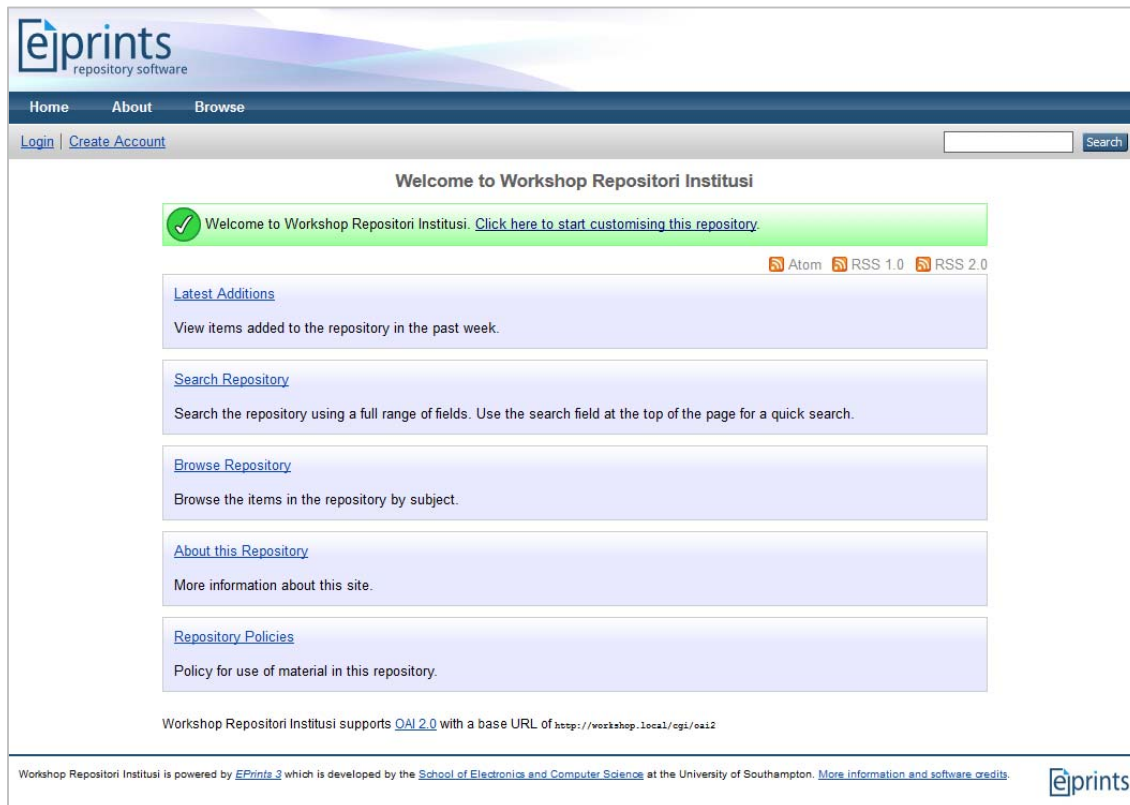 eprints
repository software
Home About Browse
Login | Create Account Search
Welcome to Workshop Repositori Institusi
Welcome to Workshop Repositori Institusi. Click here to start customising this repository.
Atom RSS 1.0 RSS 2.0
Latest Additions
View items added to the repository in the past week.
Search Repository
Search the repository using a full range of fields. Use the search field at the top of the page for a quick search.
Browse Repository
Browse the items in the repository by subject.
About this Repository
More information about this site.
Repository Policies
Policy for use of material in this repository.
Workshop Repositori Institusi supports OAI 2.0 with a base URL of http://workshop.local/cgi/oai2
Workshop Repositori Institusi is powered by EPrints 3 which is developed by the School of Electronics and Computer Science at the University of Southampton. More information and software credits.
eprints